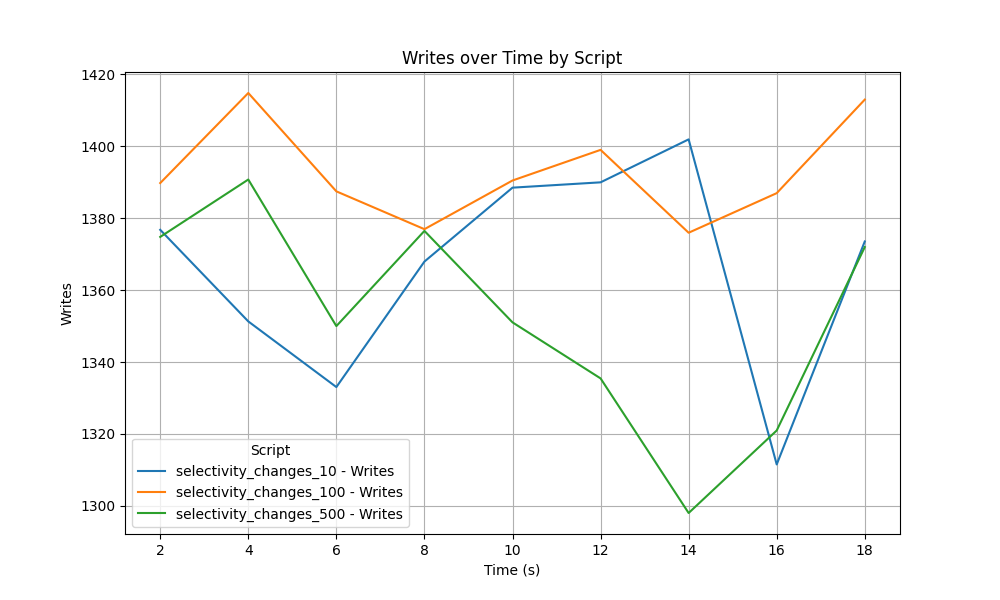 Writes over Time by Script
1420
1400
1380
1360
1340
1320
1300
Writes
Script
selectivity_changes_10 - Writes
selectivity_changes_100 - Writes
selectivity_changes_500 - Writes
2 4 6 8 10 12 14 16 18
Time (s)